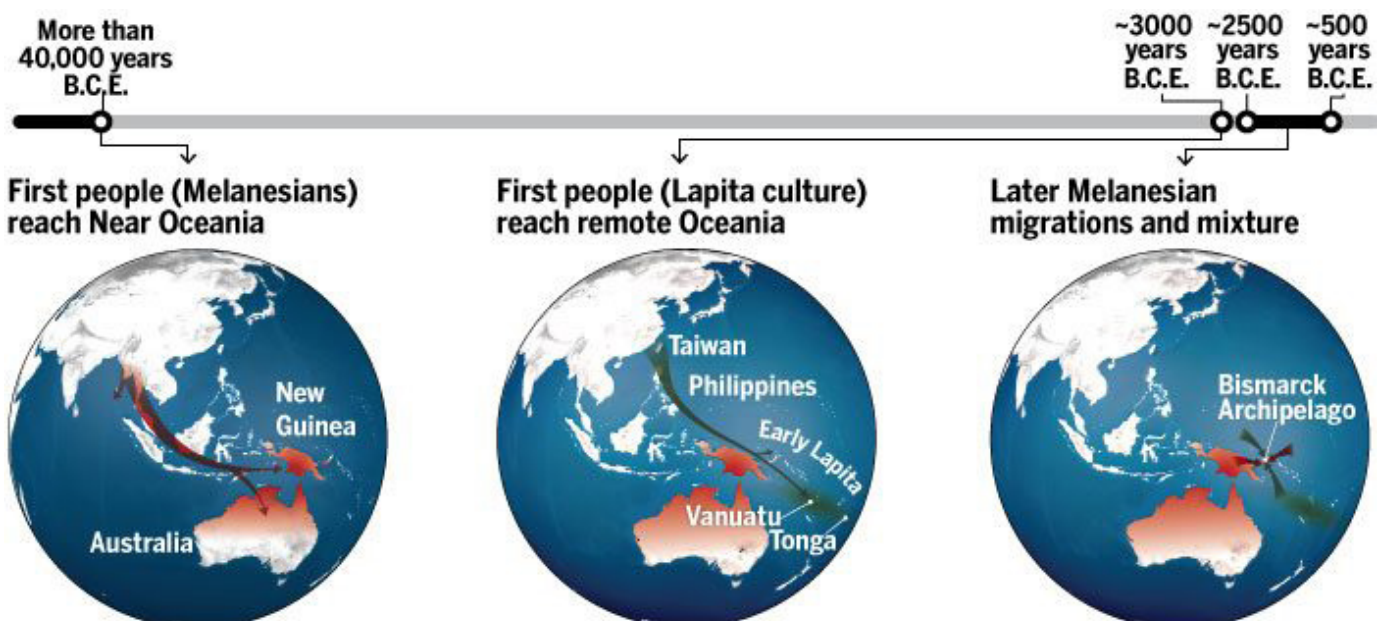 More than
40,000 years
B.C.E.
~3000
years
B.C.E.
~2500
years
B.C.E.
~500
years
B.C.E.
First people (Melanesians)
reach Near Oceania
First people (Lapita culture)
reach remote Oceania
Later Melanesian
migrations and mixture
New
Guinea
Australia
Taiwan
Philippines
Early Lapita
Vanuatu
Tonga
Bismarck
Archipelago